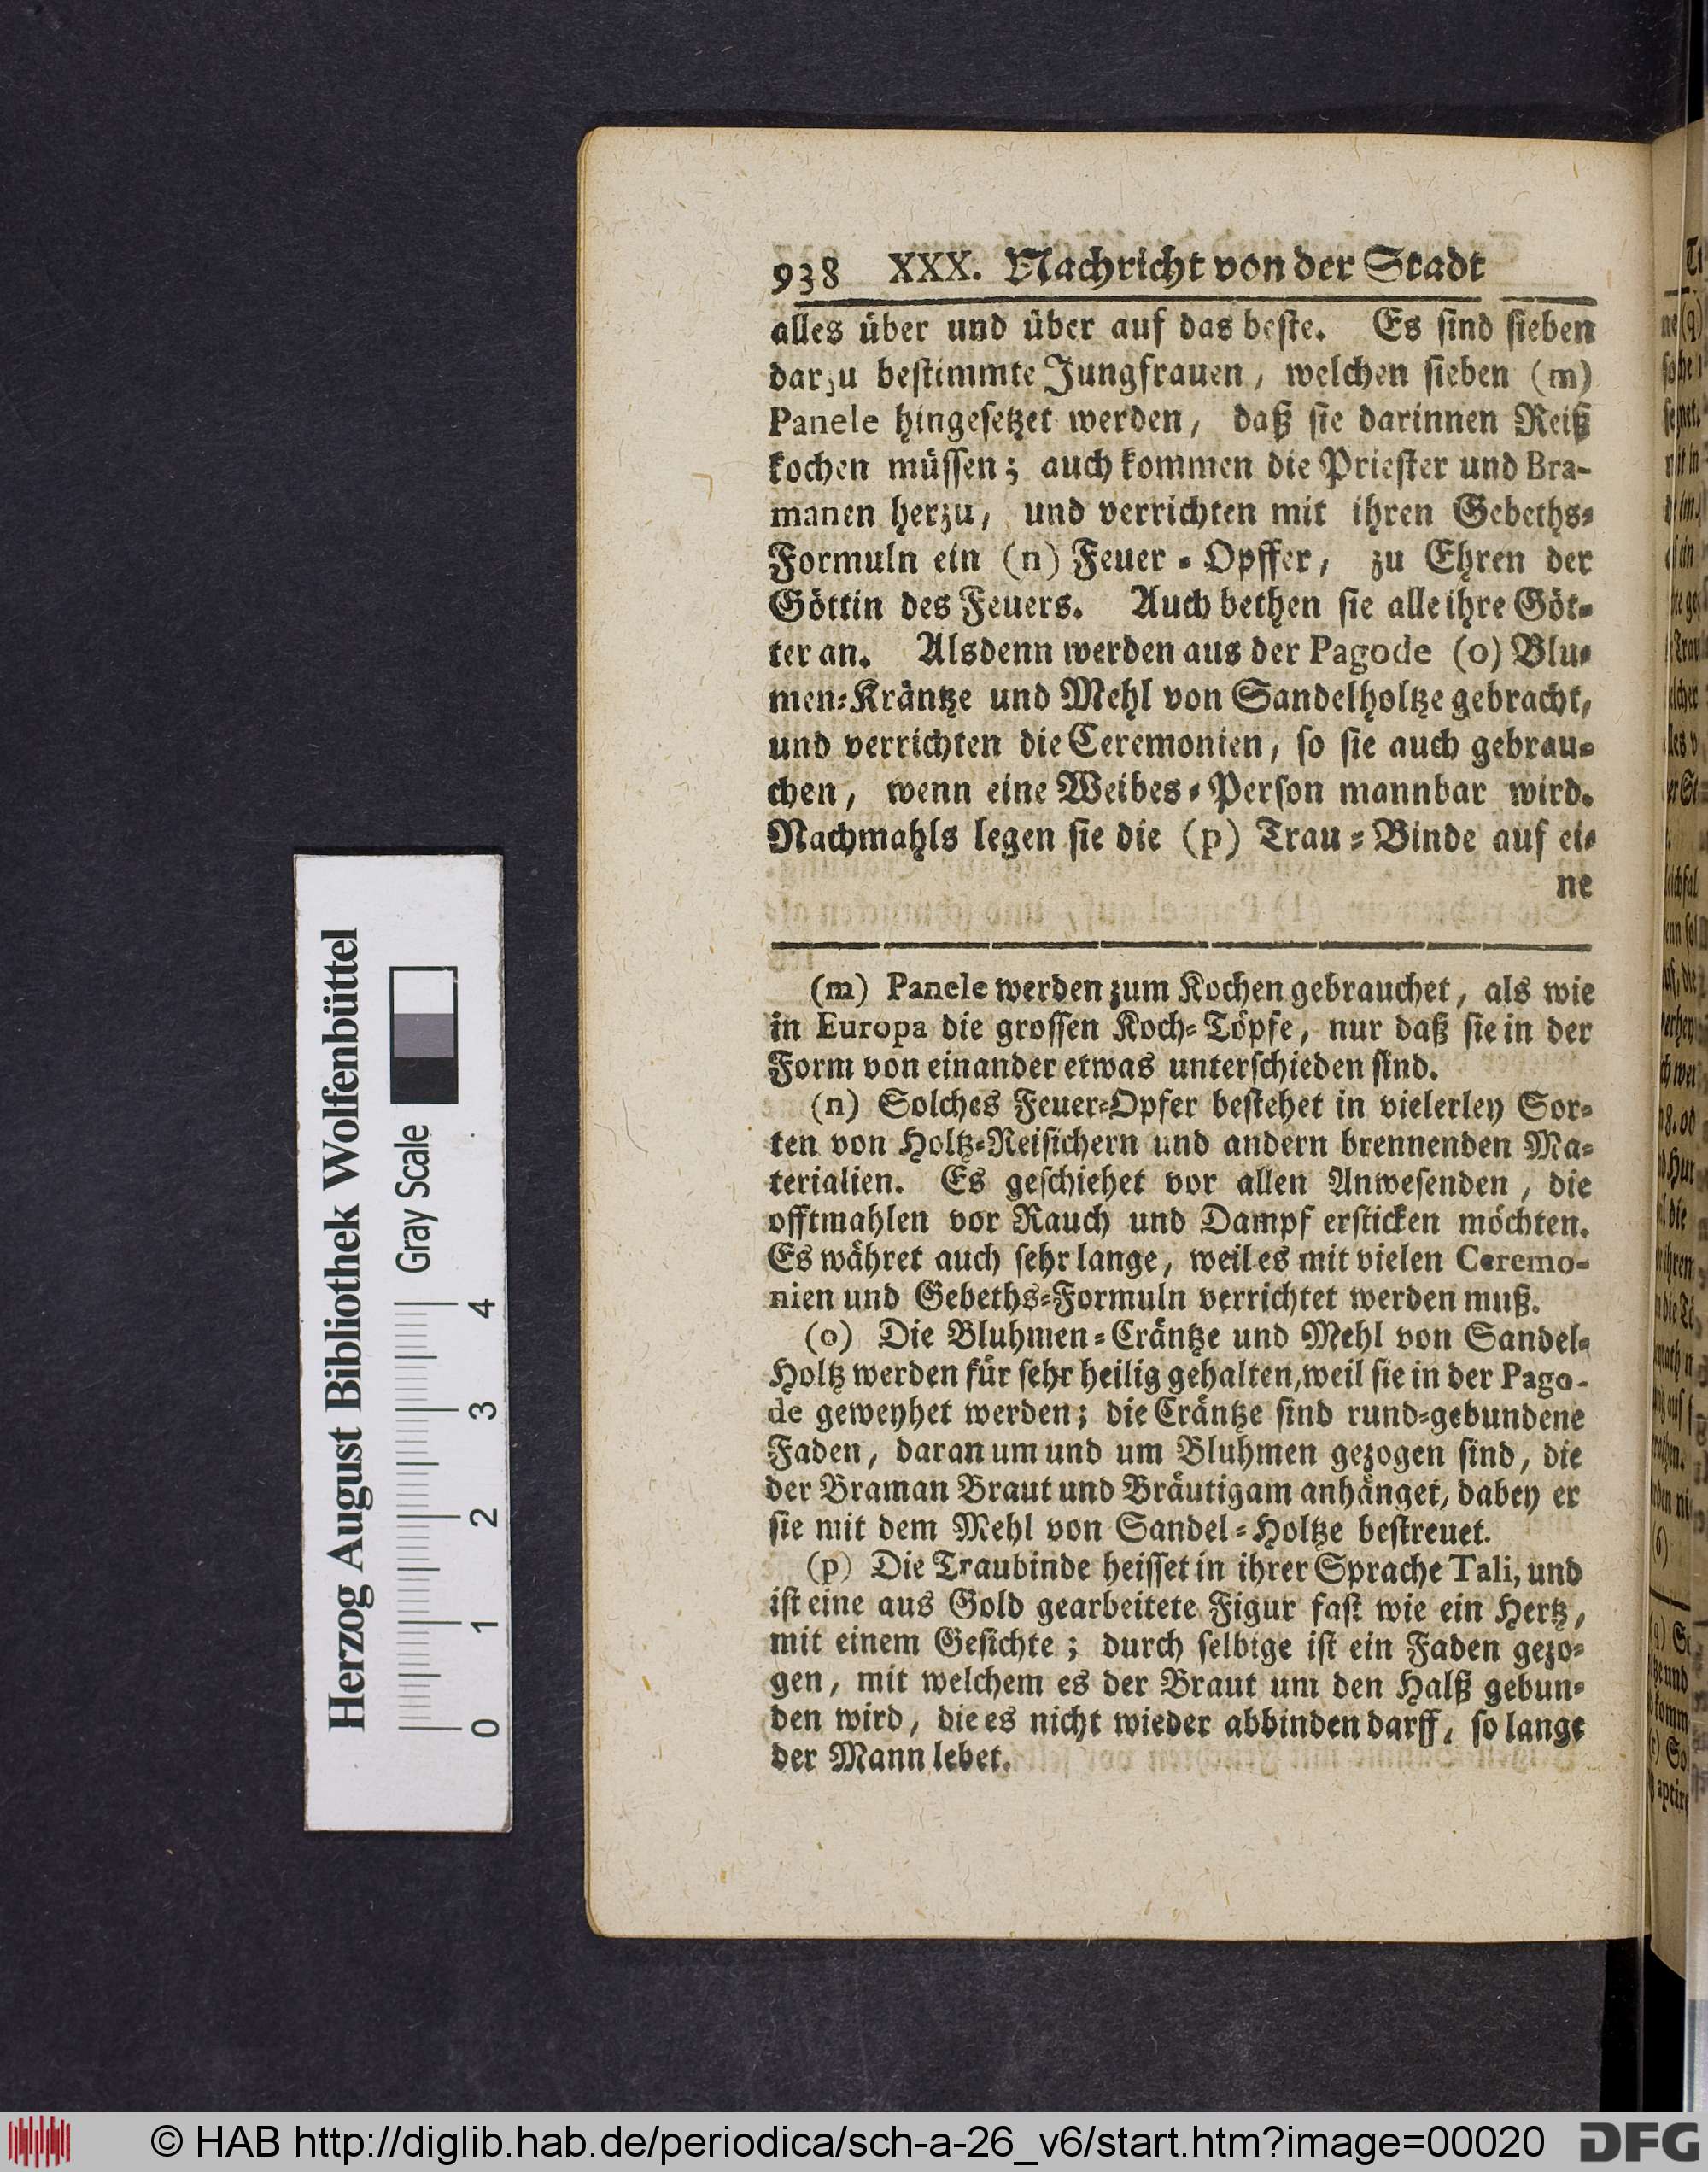 938 XXX. Nachricht von der Stadt
alles über und über auf das beste. Es sind sieben
darzu bestimmte Jungfrauen, welchen sieben (m)
Panele hingesetzet werden, daß sie darinnen Reiß
kochen müssen; auch kommen die Priester und Bra-
manen herzu, und verrichten mit ihren Gebeths-
Formuln ein (n) Feuer-Opffer, zu Ehren der
Göttin des Feuers. Auch bethen sie alle ihre Göt-
ter an. Alsdenn werden aus der Pagode (o) Blu-
men-Kräntze und Mehl von Sandelholtze gebracht,
und verrichten die Ceremonien, so sie auch gebrau-
chen, wenn eine Weibes-Person mannbar wird.
Nachmahls legen sie die (p) Trau-Binde auf ei-
ne
(m) Panele werden zum Kochen gebrauchet, als wie
in Europa die grossen Koch-Töpfe, nur daß sie in der
Form von einander etwas unterschieden sind.
(n) Solches Feuer-Opfer bestehet in vielerley Sor-
ten von Holtz-Reisichern und andern brennenden Ma-
terialien. Es geschiehet vor allen Anwesenden, die
offtmahlen vor Rauch und Dampf ersticken möchten.
Es währet auch sehr lange, weil es mit vielen Ceremo-
nien und Gebeths-Formuln verrichtet werden muß.
(o) Die Bluhmen-Cräntze und Mehl von Sandel-
Holtz werden für sehr heilig gehalten, weil sie in der Pago-
de geweyhet werden; die Cräntze sind rund-gebundene
Faden, daran um und um Bluhmen gezogen sind, die
der Braman Braut und Bräutigam anhänget, dabey er
sie mit dem Mehl von Sandel-Holtze bestreuet.
(p) Die Traubinde heisset in ihrer Sprache Tali, und
ist eine aus Gold gearbeitete Figur fast wie ein Hertz,
mit einem Gesichte; durch selbige ist ein Faden gezo-
gen, mit welchem es der Braut um den Halß gebun-
den wird, die es nicht wieder abbinden darff, so lange
der Mann lebet.
Herzog August Bibliothek Wolfenbüttel
Gray Scale
0 1 2 3 4
© HAB http://diglib.hab.de/periodica/sch-a-26_v6/start.htm?image=00020
DFG